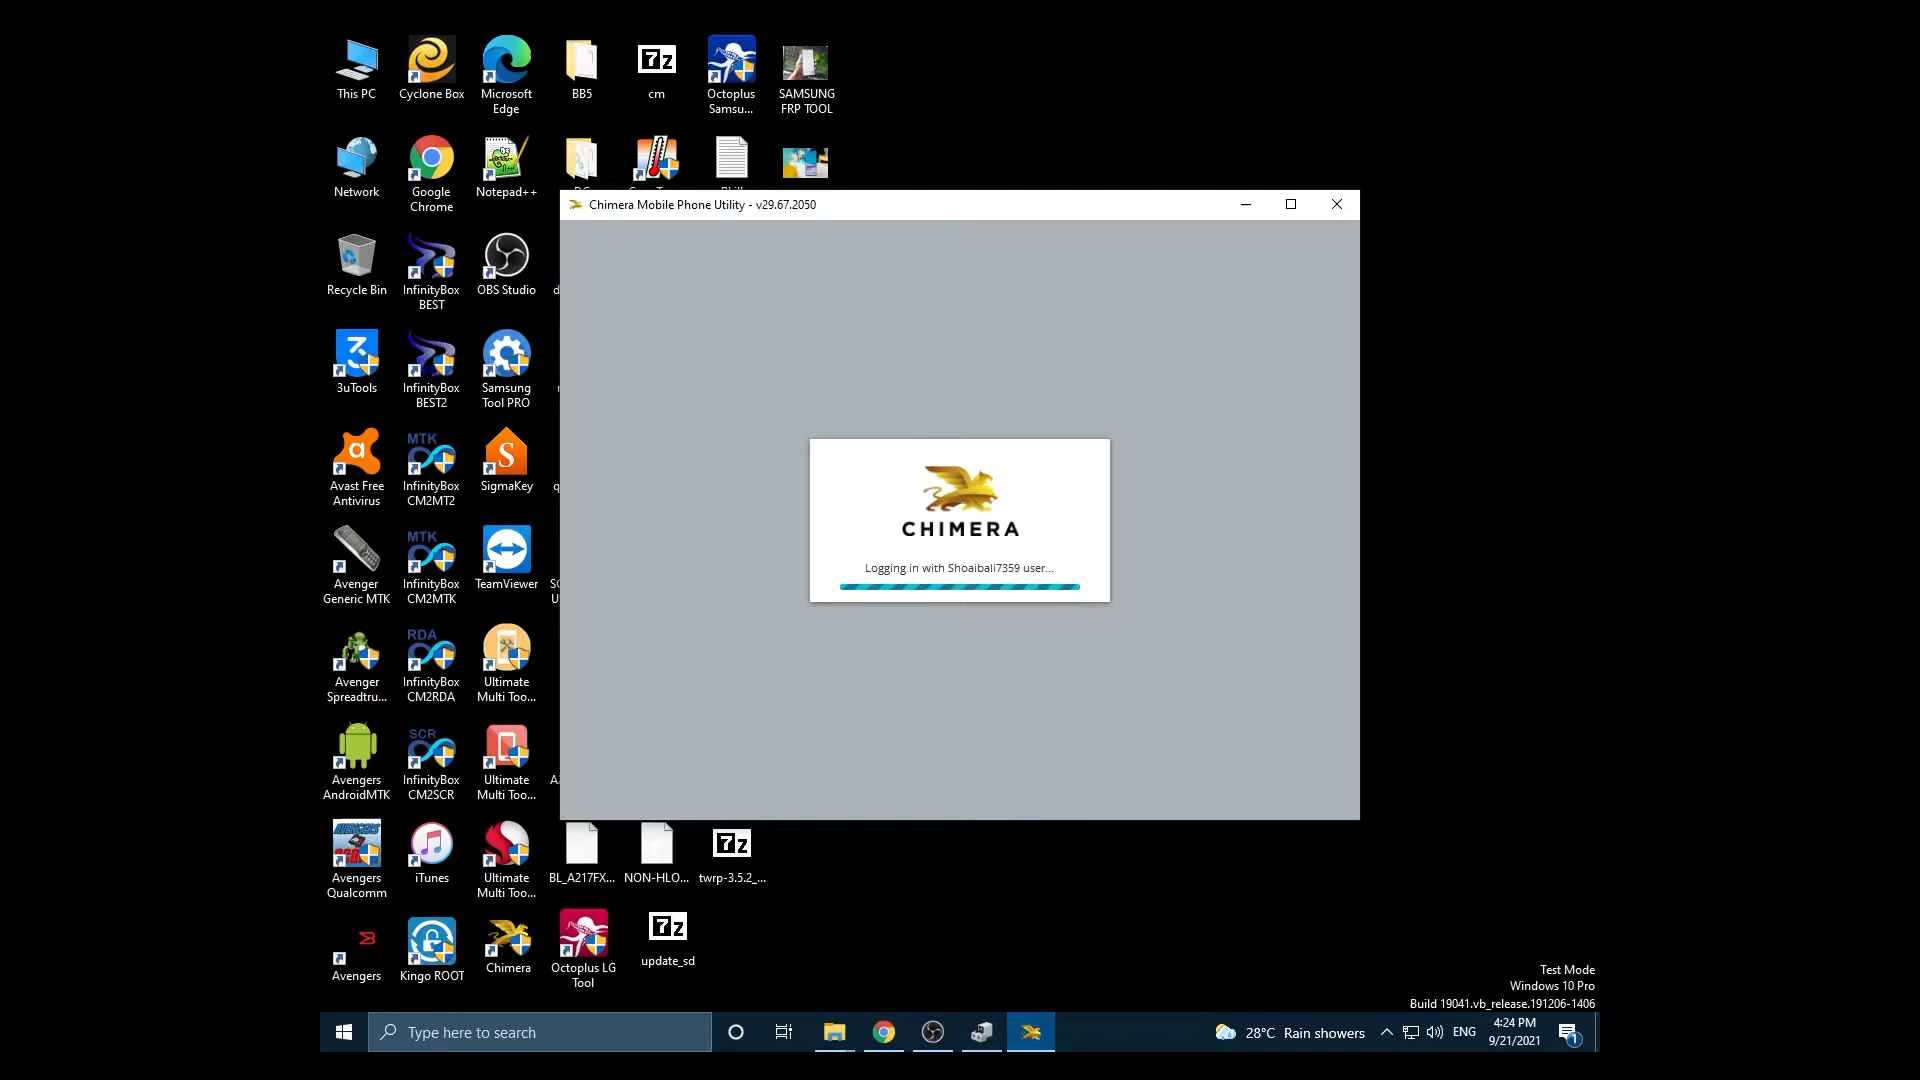 This PC
Cyclone Box
Microsoft
Edge
BB5
7z
cm
Octoplus
Samsu...
SAMSUNG
FRP TOOL
Network
Google
Chrome
Notepad++
Chimera Mobile Phone Utility - v29.67.2050
Recycle Bin
InfinityBox
BEST
OBS Studio
3uTools
InfinityBox
BEST2
Samsung
Tool PRO
Avast Free
Antivirus
MTK
InfinityBox
CM2MT2
S
SigmaKey
CHIMERA
Logging in with Shoaibali7359 user...
Avenger
Generic MTK
MTK
InfinityBox
CM2MTK
TeamViewer
Avenger
Spreadtru...
RDA
InfinityBox
CM2RDA
Ultimate
Multi Too...
Avengers
AndroidMTK
SCR
InfinityBox
CM2SCR
Ultimate
Multi Too...
AVENGERS
Avengers
Qualcomm
iTunes
Ultimate
Multi Too...
BL_A217FX...
NON-HLO...
7z
twrp-3.5.2_...
Avengers
Kingo ROOT
Chimera
Octoplus LG
Tool
7z
update_sd
Test Mode
Windows 10 Pro
Build 19041.vb_release.191206-1406
Type here to search
28°C Rain showers
ENG
4:24 PM
9/21/2021
1